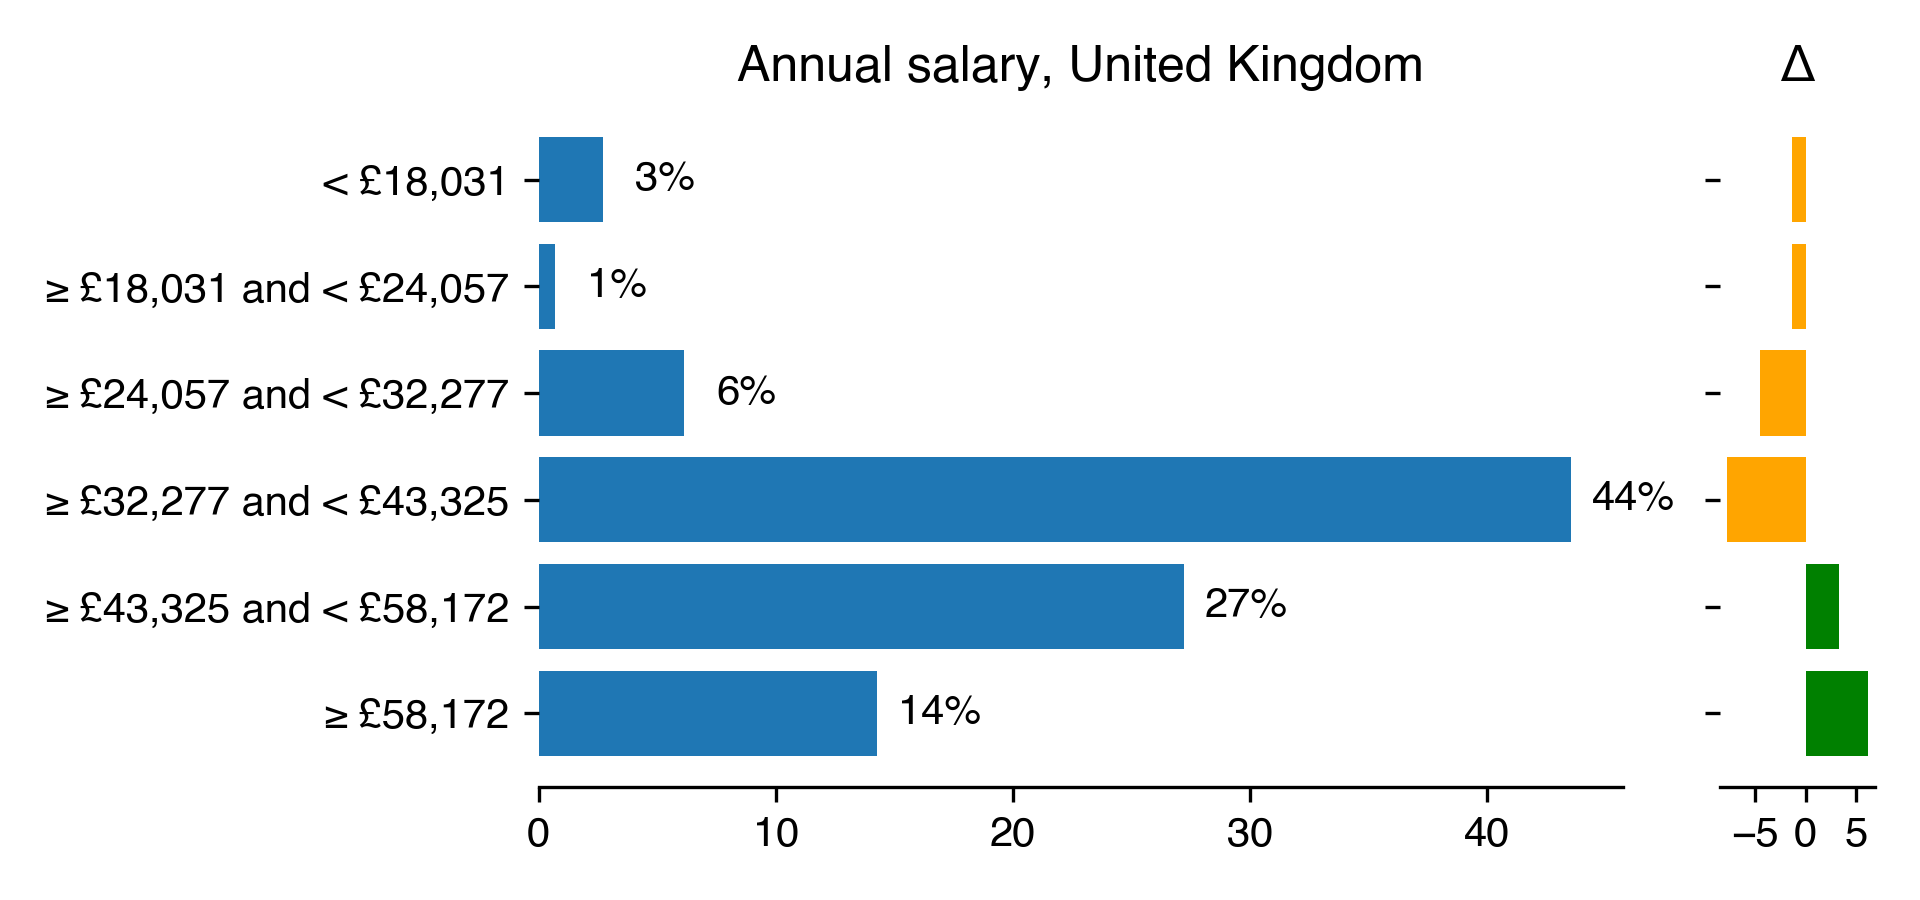 Annual salary, United Kingdom Δ
< £18,031 3%
≥ £18,031 and < £24,057 1%
≥ £24,057 and < £32,277 6%
≥ £32,277 and < £43,325 44%
≥ £43,325 and < £58,172 27%
≥ £58,172 14%
0 10 20 30 40 −5 0 5